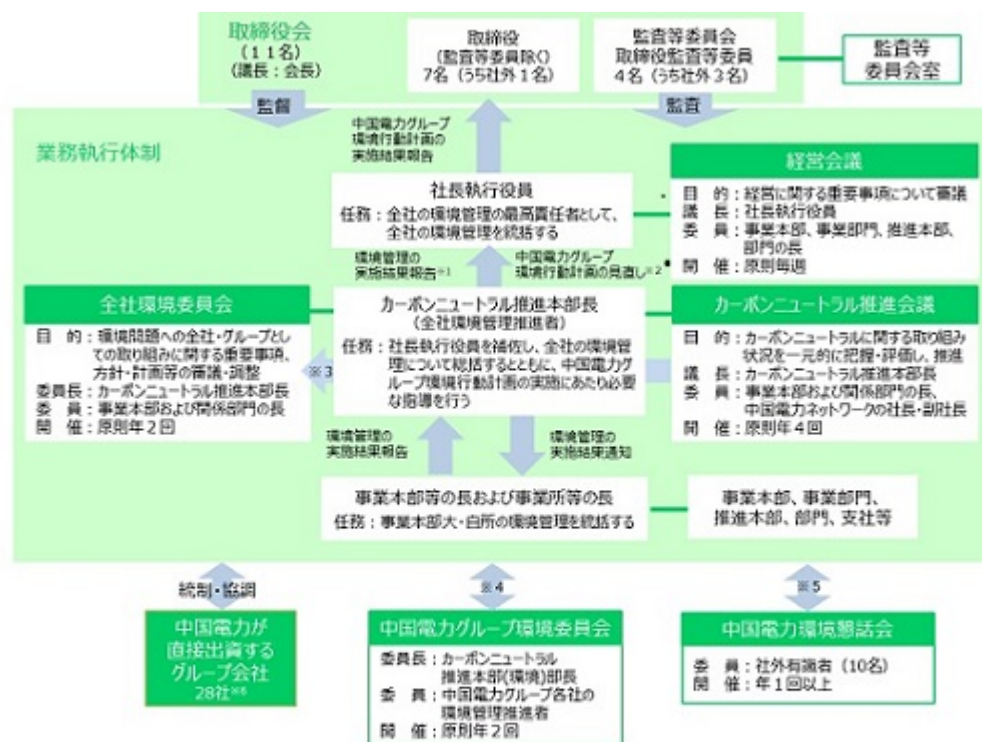 取締役会
(11名)
(議長:会長)
取締役
(監査等委員除く)
7名(うち社外1名)
監査等委員会
取締役監査等委員
4名(うち社外3名)
監査等
委員会室
監督
監査
業務執行体制
中国電力グループ
環境行動計画の
実施結果報告
社長執行役員
任務:全社の環境管理の最高責任者として、
全社の環境管理を統括する
経営会議
目 的:経営に関する重要事項について審議
議 長:社長執行役員
委 員:事業本部、事業部門、推進本部、
部門の長
開 催:原則毎週
環境管理の
実施結果報告※1
中国電力グループ
環境行動計画の見直し※2
全社環境委員会
目 的:環境問題への全社・グループとし
ての取り組みに関する重要事項、
方針・計画等の審議・調整
委員長:カーボンニュートラル推進本部長
委 員:事業本部および関係部門の長
開 催:原則年2回
※3
カーボンニュートラル推進本部長
(全社環境管理推進者)
任務:社長執行役員を補佐し、全社の環境管
理について総括するとともに、中国電力グ
ループ環境行動計画の実施にあたり必要
な指導を行う
カーボンニュートラル推進会議
目 的:カーボンニュートラルに関する取り組み
状況を一元的に把握・評価し、推進
議 長:カーボンニュートラル推進本部長
委 員:事業本部および関係部門の長、
中国電力ネットワークの社長・副社長
開 催:原則年4回
環境管理の
実施結果報告
環境管理の
実施結果通知
事業本部等の長および事業所等の長
任務:事業本部大・自所の環境管理を統括する
事業本部、事業部門、
推進本部、部門、支社等
統制・協調
※4
※5
中国電力が
直接出資する
グループ会社
28社※6
中国電力グループ環境委員会
委員長:カーボンニュートラル
推進本部(環境)部長
委 員:中国電力グループ各社の
環境管理推進者
開 催:原則年2回
中国電力環境懇話会
委 員:社外有識者(10名)
開 催:年1回以上